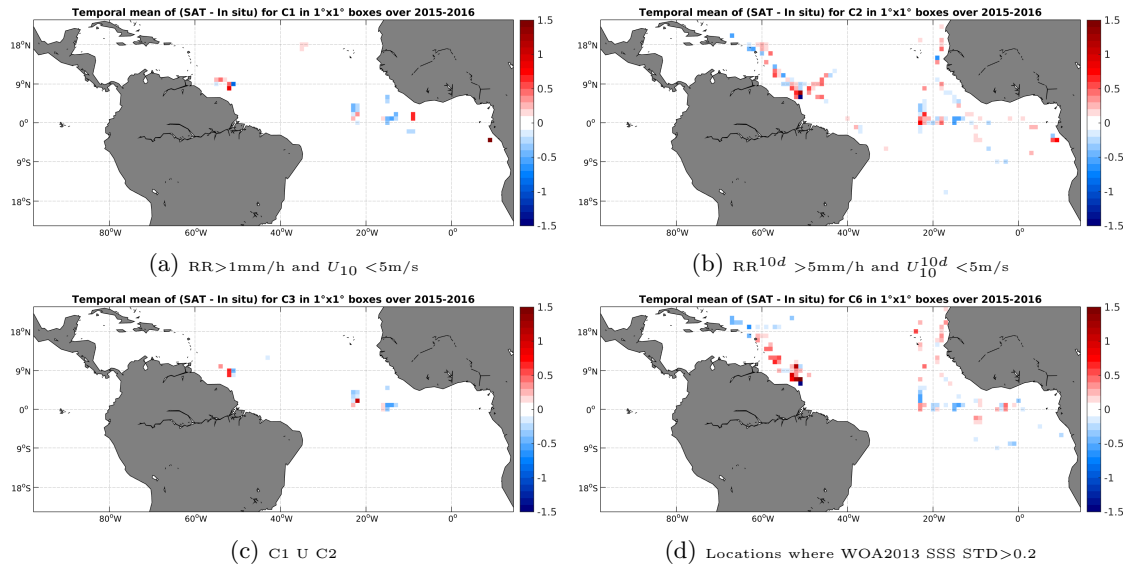 Temporal mean of (SAT - In situ) for C1 in 1°x1° boxes over 2015-2016
18°N
9°N
0°
9°S
18°S
80°W
60°W
40°W
20°W
0°
1.5
1
0.5
0
-0.5
-1
-1.5
(a) RR>1mm/h and U10 <5m/s
Temporal mean of (SAT - In situ) for C2 in 1°x1° boxes over 2015-2016
18°N
9°N
0°
9°S
18°S
80°W
60°W
40°W
20°W
0°
1.5
1
0.5
0
-0.5
-1
-1.5
(b) RR10d >5mm/h and U10d10 <5m/s
Temporal mean of (SAT - In situ) for C3 in 1°x1° boxes over 2015-2016
18°N
9°N
0°
9°S
18°S
80°W
60°W
40°W
20°W
0°
1.5
1
0.5
0
-0.5
-1
-1.5
(c) C1 U C2
Temporal mean of (SAT - In situ) for C6 in 1°x1° boxes over 2015-2016
18°N
9°N
0°
9°S
18°S
80°W
60°W
40°W
20°W
0°
1.5
1
0.5
0
-0.5
-1
-1.5
(d) Locations where WOA2013 SSS STD>0.2